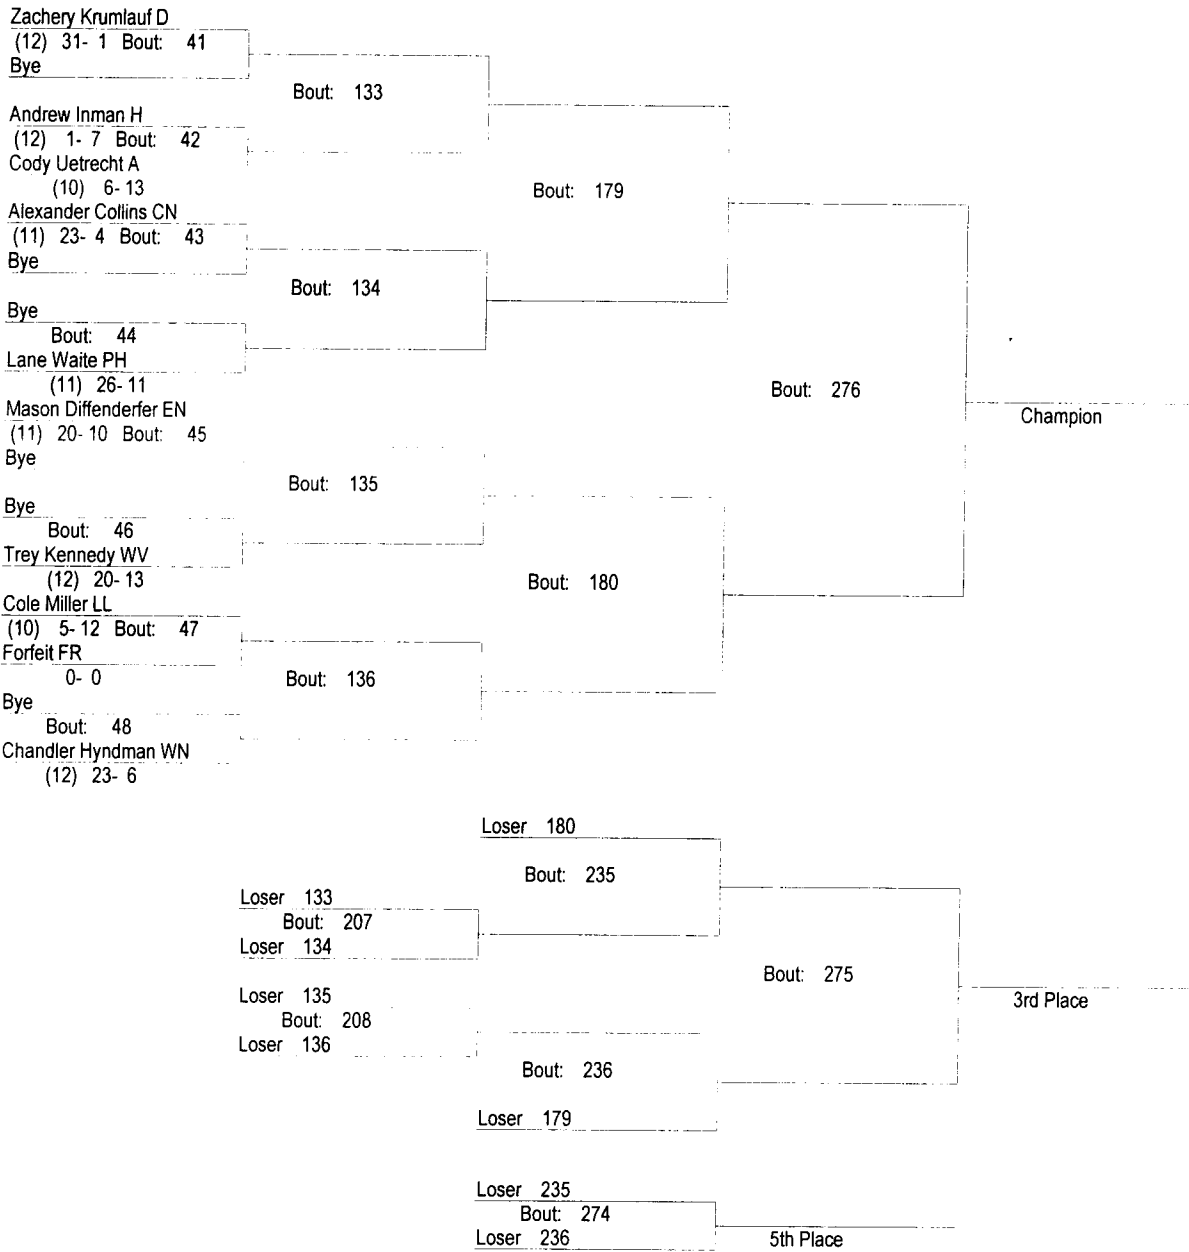 Zachery Krumlauf D
(12) 31- 1 Bout: 41
Bye
Bout: 133
Andrew Inman H
(12) 1- 7 Bout: 42
Cody Uetrecht A
(10) 6- 13
Bout: 179
Alexander Collins CN
(11) 23- 4 Bout: 43
Bye
Bout: 134
Bye
Bout: 44
Lane Waite PH
(11) 26- 11
Bout: 276
Champion
Mason Diffenderfer EN
(11) 20- 10 Bout: 45
Bye
Bout: 135
Bye
Bout: 46
Trey Kennedy WV
(12) 20- 13
Bout: 180
Cole Miller LL
(10) 5- 12 Bout: 47
Forfeit FR
0- 0
Bout: 136
Bye
Bout: 48
Chandler Hyndman WN
(12) 23- 6
Loser 180
Bout: 235
Loser 133
Bout: 207
Loser 134
Bout: 275
3rd Place
Loser 135
Bout: 208
Loser 136
Bout: 236
Loser 179
Loser 235
Bout: 274
Loser 236
5th Place